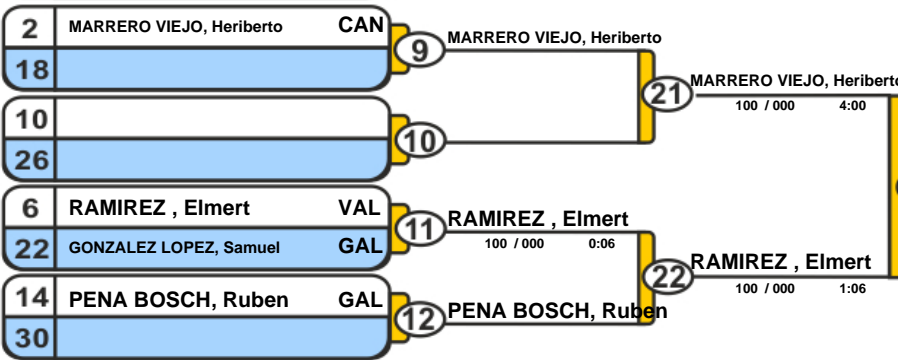 2 MARRERO VIEJO, Heriberto CAN
18
9 MARRERO VIEJO, Heriberto
10
26
10
21 MARRERO VIEJO, Heriberto
100 / 000 4:00
6 RAMIREZ , Elmert VAL
22 GONZALEZ LOPEZ, Samuel GAL
11 RAMIREZ , Elmert
100 / 000 0:06
14 PENA BOSCH, Ruben GAL
30
12 PENA BOSCH, Ruben
22 RAMIREZ , Elmert
100 / 000 1:06